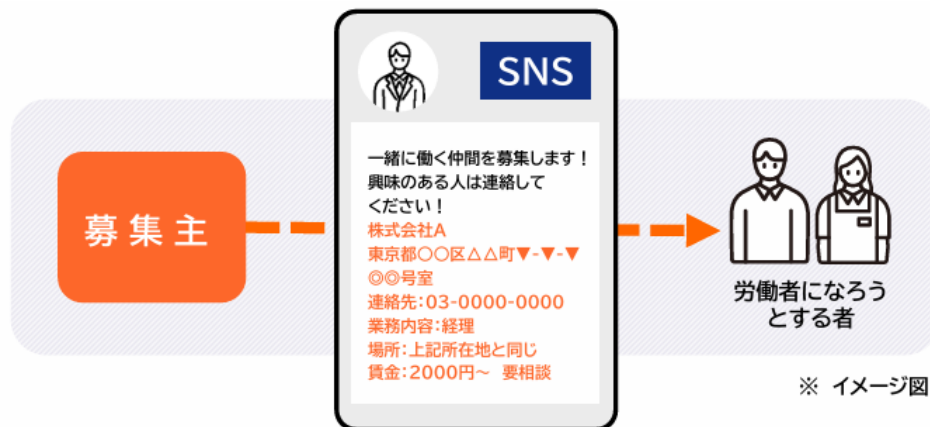 SNS
募集主
一緒に働く仲間を募集します！
興味のある人は連絡して
ください！
株式会社A
東京都〇〇区△△町▼-▼-▼
◎◎号室
連絡先：03-0000-0000
業務内容：経理
場所：上記所在地と同じ
賃金：2000円～ 要相談
労働者になろう
とする者
※ イメージ図